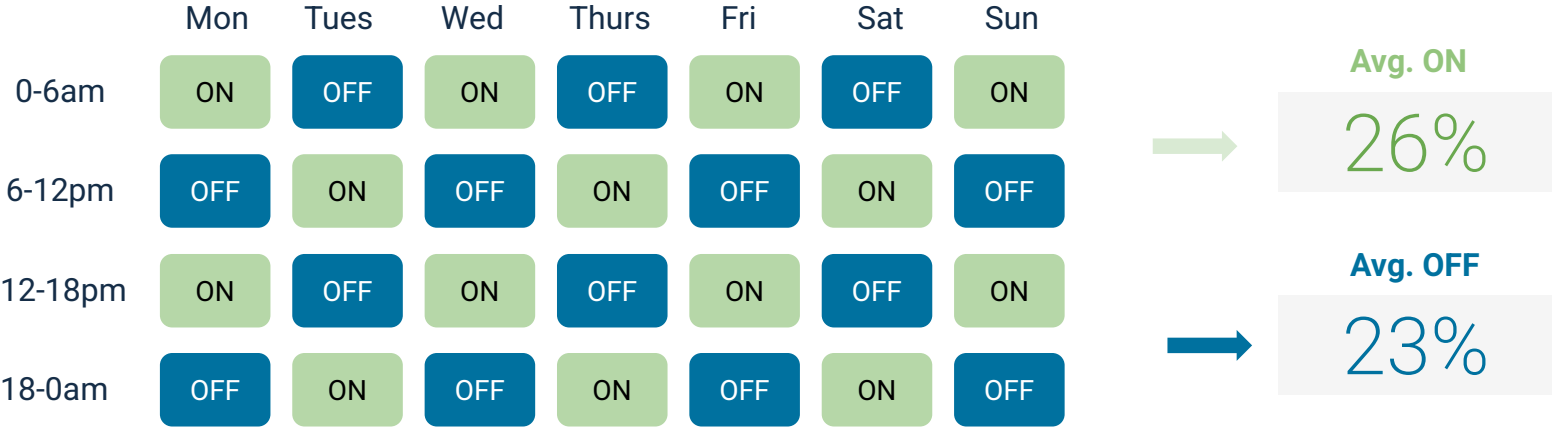 Mon Tues Wed Thurs Fri Sat Sun
Avg. ON
0-6am ON OFF ON OFF ON OFF ON
26%
6-12pm OFF ON OFF ON OFF ON OFF
Avg. OFF
12-18pm ON OFF ON OFF ON OFF ON
23%
18-0am OFF ON OFF ON OFF ON OFF